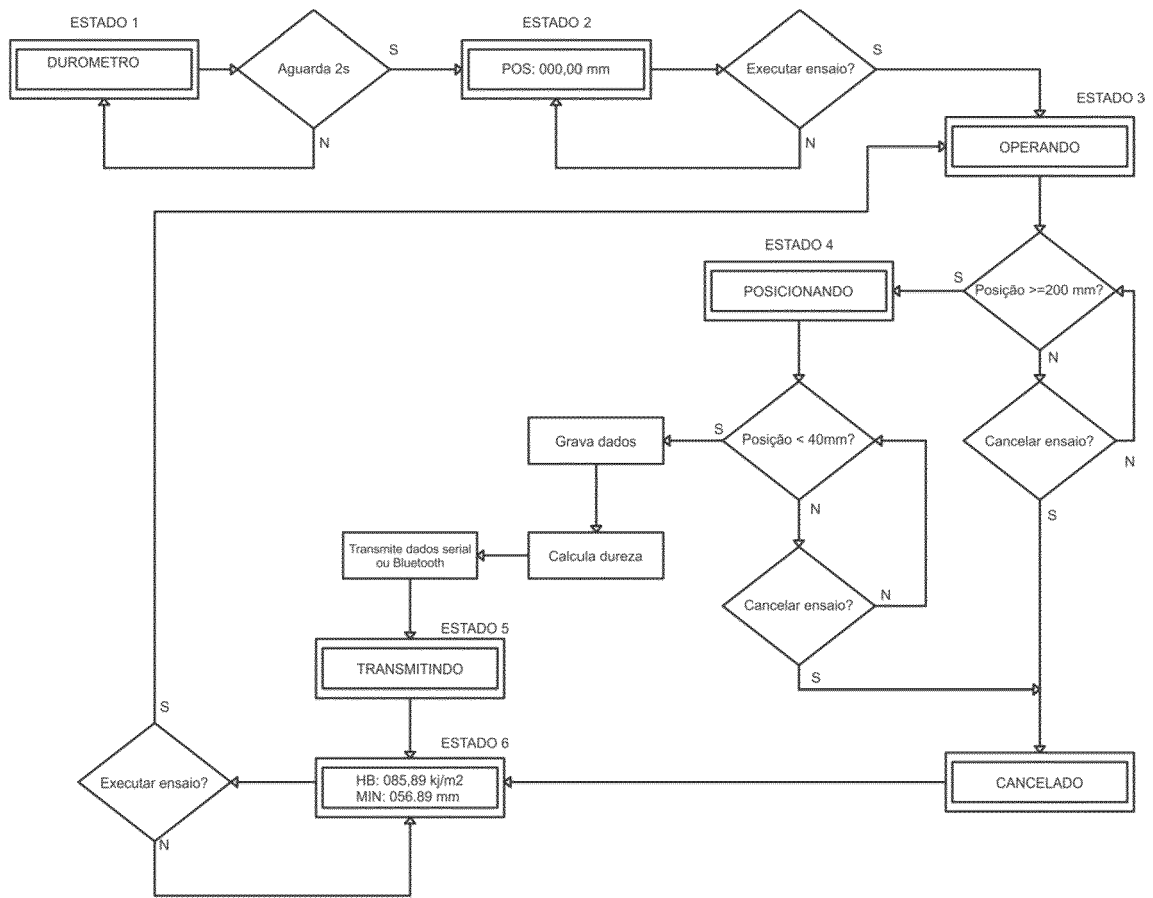 ESTADO 1
DUROMETRO
Aguarda 2s
S
N
ESTADO 2
POS: 000,00 mm
Executar ensaio?
S
N
ESTADO 3
OPERANDO
Posição >=200 mm?
S
N
Cancelar ensaio?
N
S
ESTADO 4
POSICIONANDO
Posição < 40mm?
S
N
Cancelar ensaio?
N
S
Grava dados
Calcula dureza
Transmite dados serial
ou Bluetooth
ESTADO 5
TRANSMITINDO
ESTADO 6
HB: 085,89 kj/m2
MIN: 056.89 mm
Executar ensaio?
S
N
CANCELADO